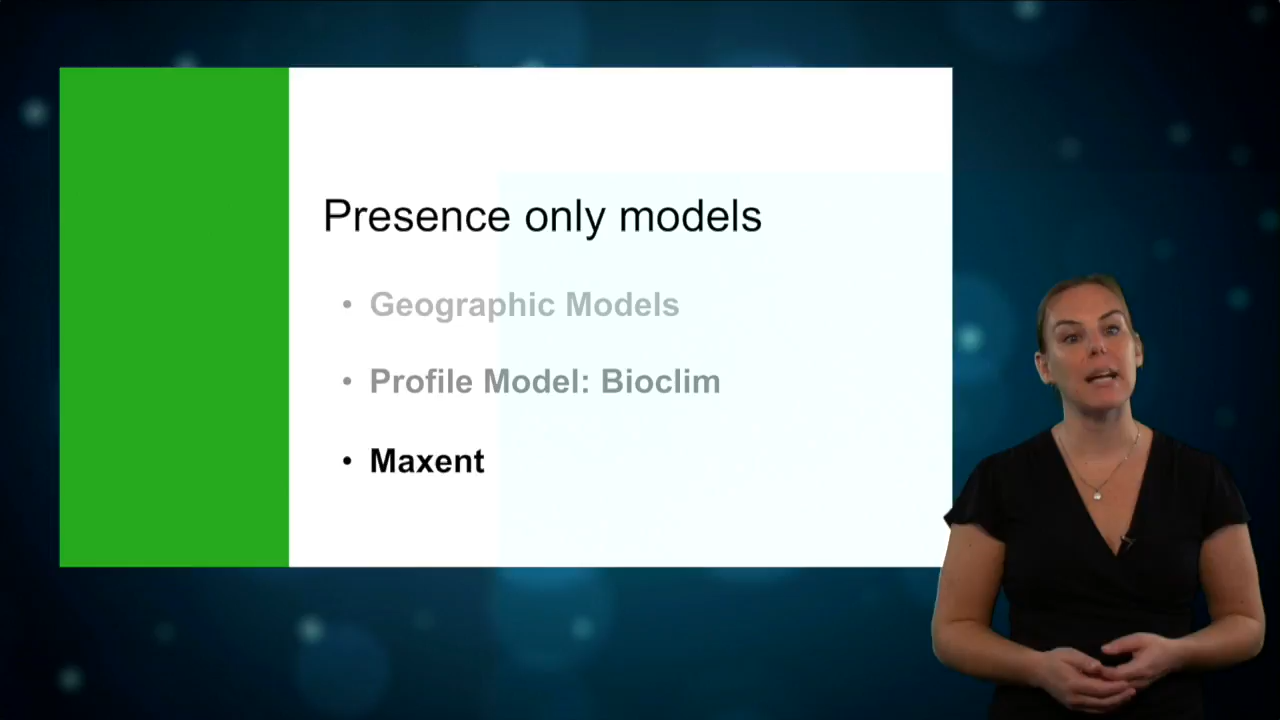 Presence only models
• Geographic Models
• Profile Model: Bioclim
• Maxent